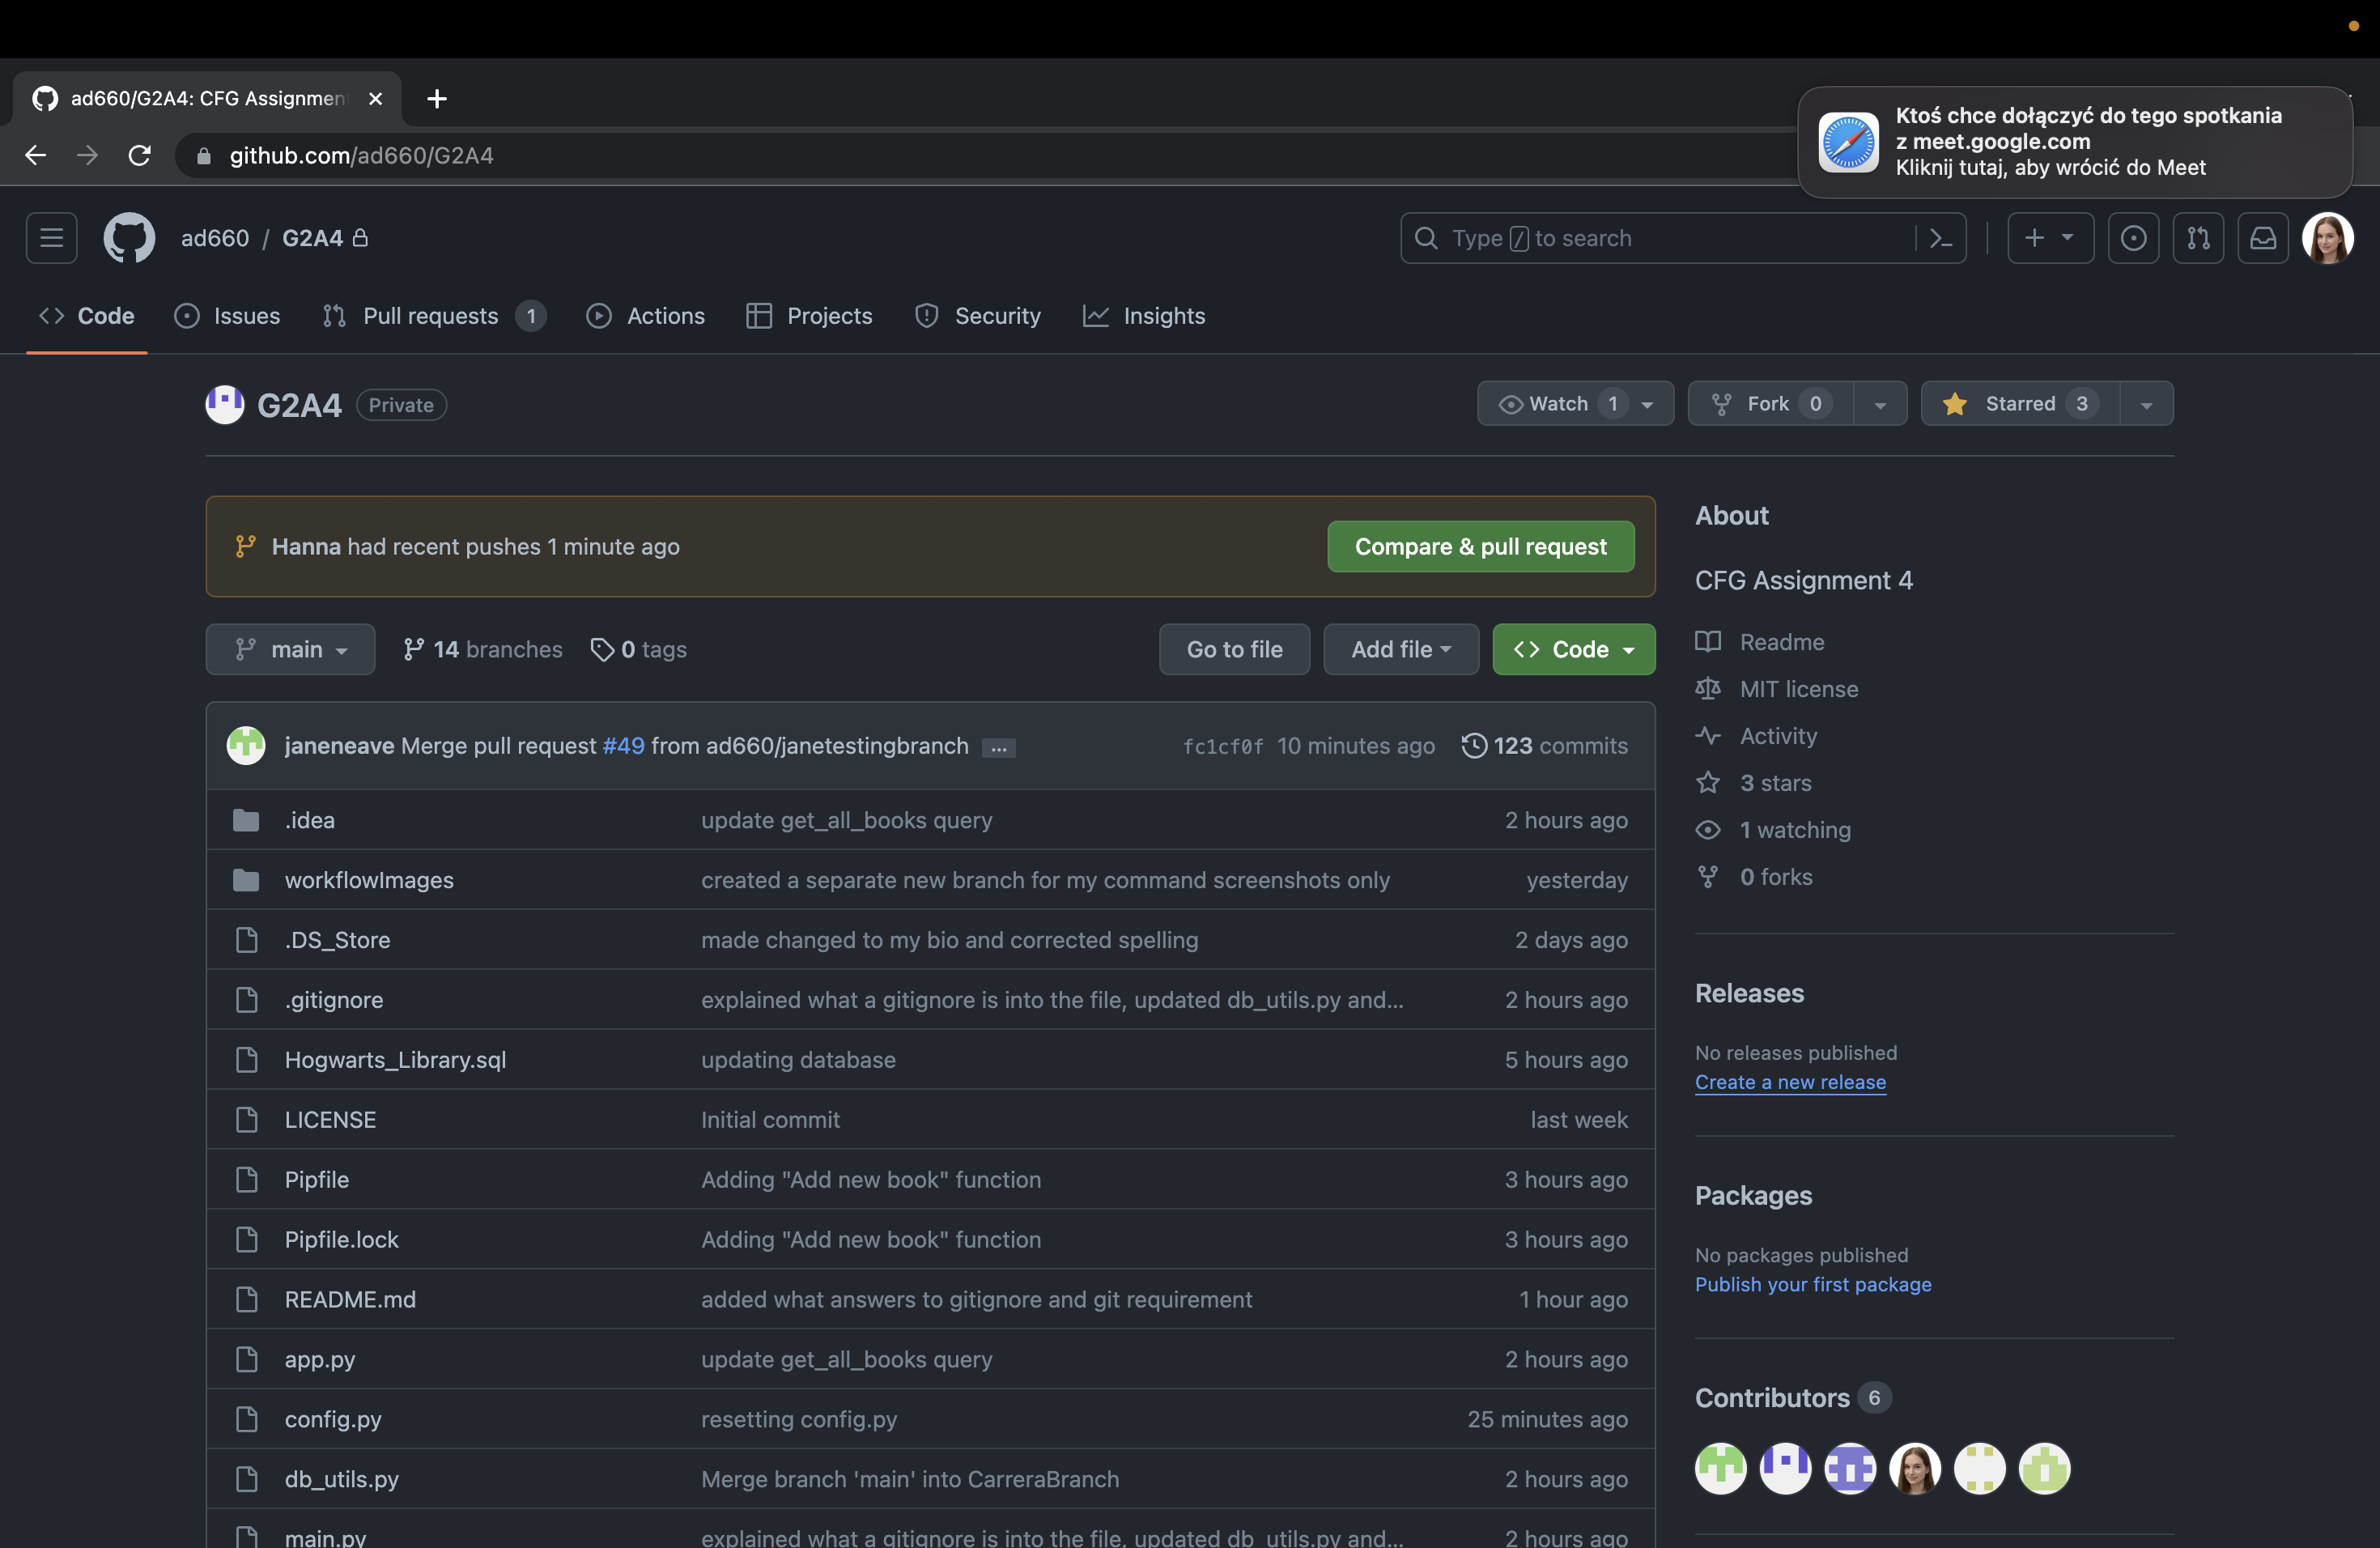 ad660/G2A4: CFG Assignmen
Ktoś chce dołączyć do tego spotkania
z meet.google.com
Kliknij tutaj, aby wrócić do Meet
github.com/ad660/G2A4
ad660 / G2A4
Type / to search
Code Issues Pull requests 1 Actions Projects Security Insights
G2A4 Private
Watch 1 Fork 0 Starred 3
Hanna had recent pushes 1 minute ago
Compare & pull request
main 14 branches 0 tags
Go to file Add file Code
janeneave Merge pull request #49 from ad660/janetestingbranch ... fc1cf0f 10 minutes ago 123 commits
.idea update get_all_books query 2 hours ago
workflowImages created a separate new branch for my command screenshots only yesterday
.DS_Store made changed to my bio and corrected spelling 2 days ago
.gitignore explained what a gitignore is into the file, updated db_utils.py and... 2 hours ago
Hogwarts_Library.sql updating database 5 hours ago
LICENSE Initial commit last week
Pipfile Adding "Add new book" function 3 hours ago
Pipfile.lock Adding "Add new book" function 3 hours ago
README.md added what answers to gitignore and git requirement 1 hour ago
app.py update get_all_books query 2 hours ago
config.py resetting config.py 25 minutes ago
db_utils.py Merge branch 'main' into CarreraBranch 2 hours ago
main.py explained what a gitignore is into the file, updated db_utils.py and... 2 hours ago
About
CFG Assignment 4
Readme
MIT license
Activity
3 stars
1 watching
0 forks
Releases
No releases published
Create a new release
Packages
No packages published
Publish your first package
Contributors 6